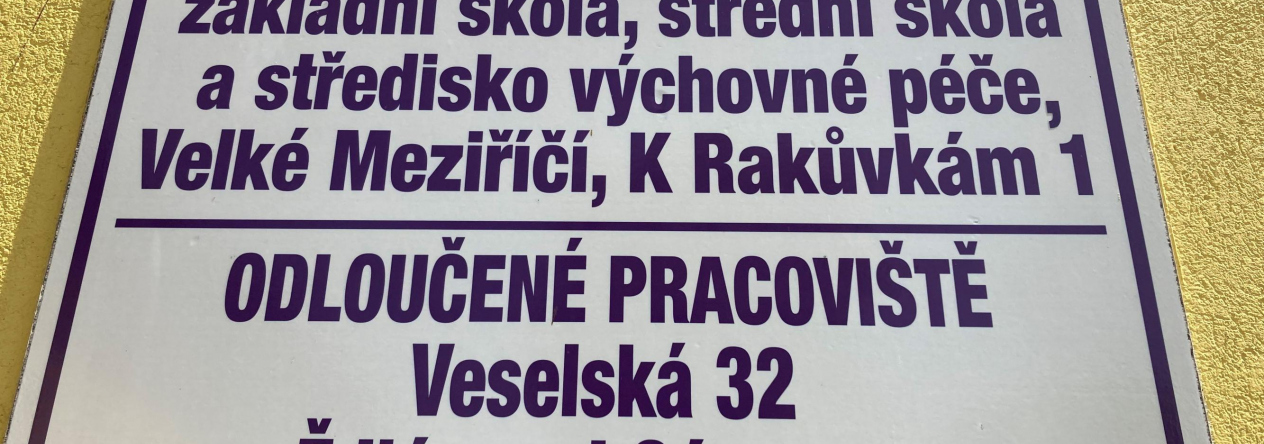 základní škola, střední škola
a středisko výchovné péče,
Velké Meziříčí, K Rakůvkám 1
ODLOUČENÉ PRACOVIŠTĚ
Veselská 32